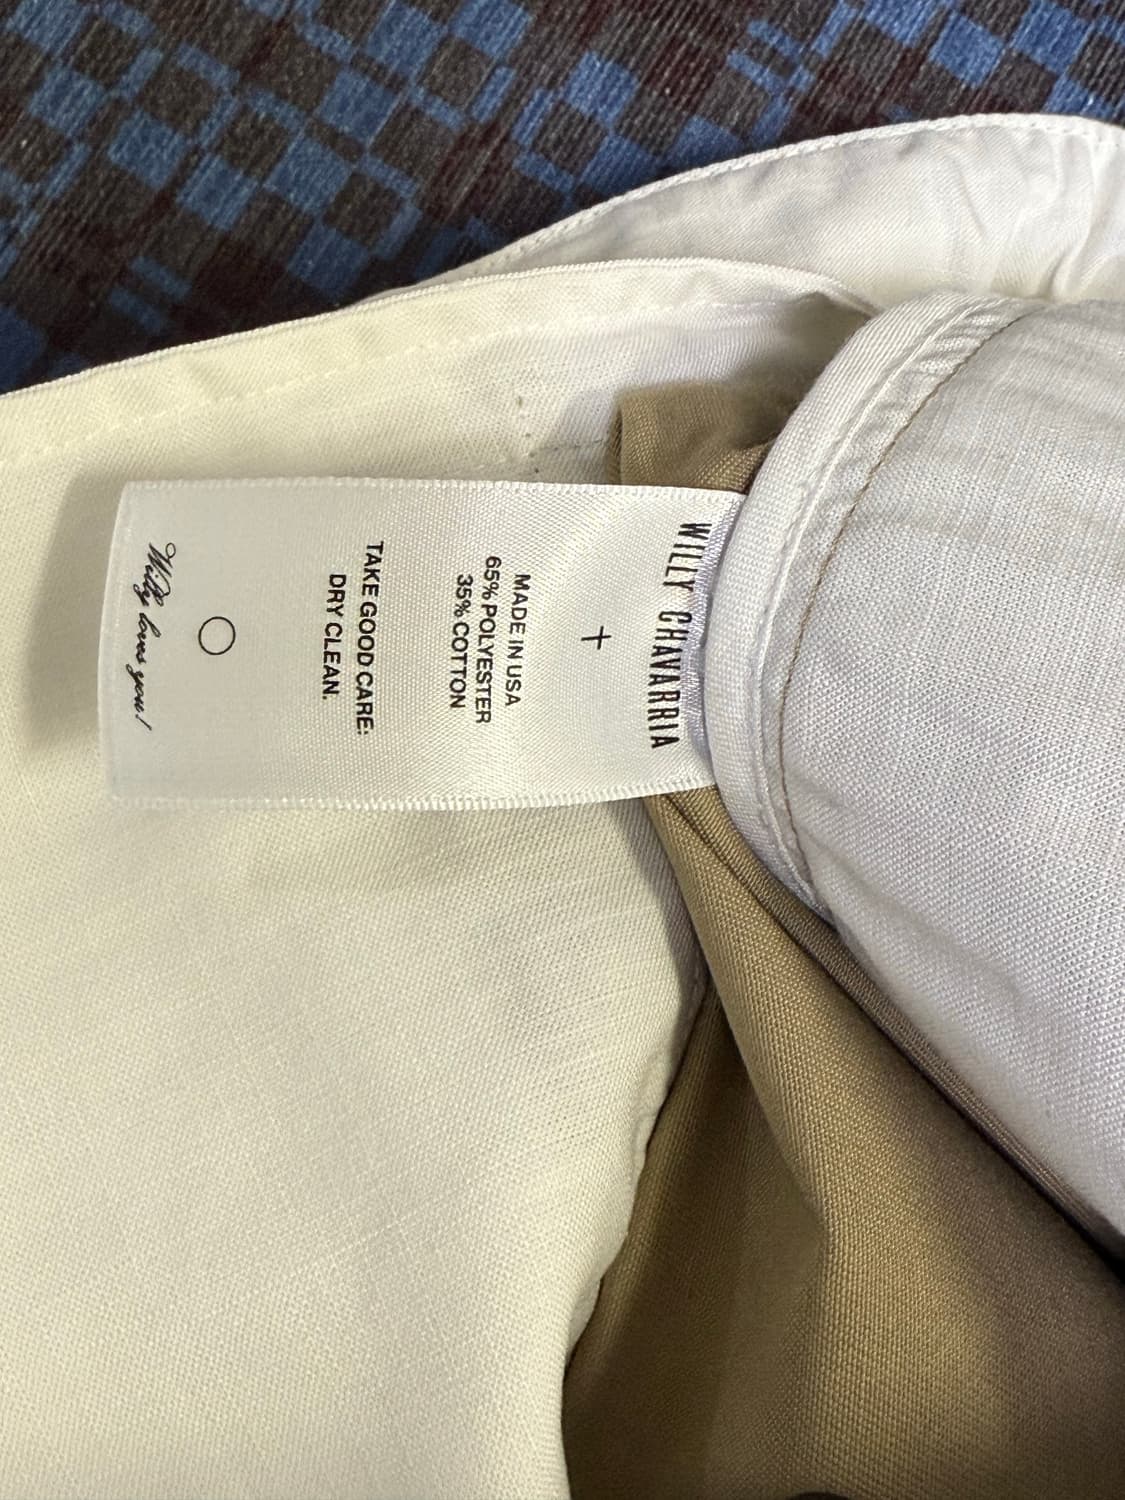 WILLY CHAVARRIA
+
MADE IN USA
65% POLYESTER
35% COTTON
TAKE GOOD CARE:
DRY CLEAN.
Willy loves you!